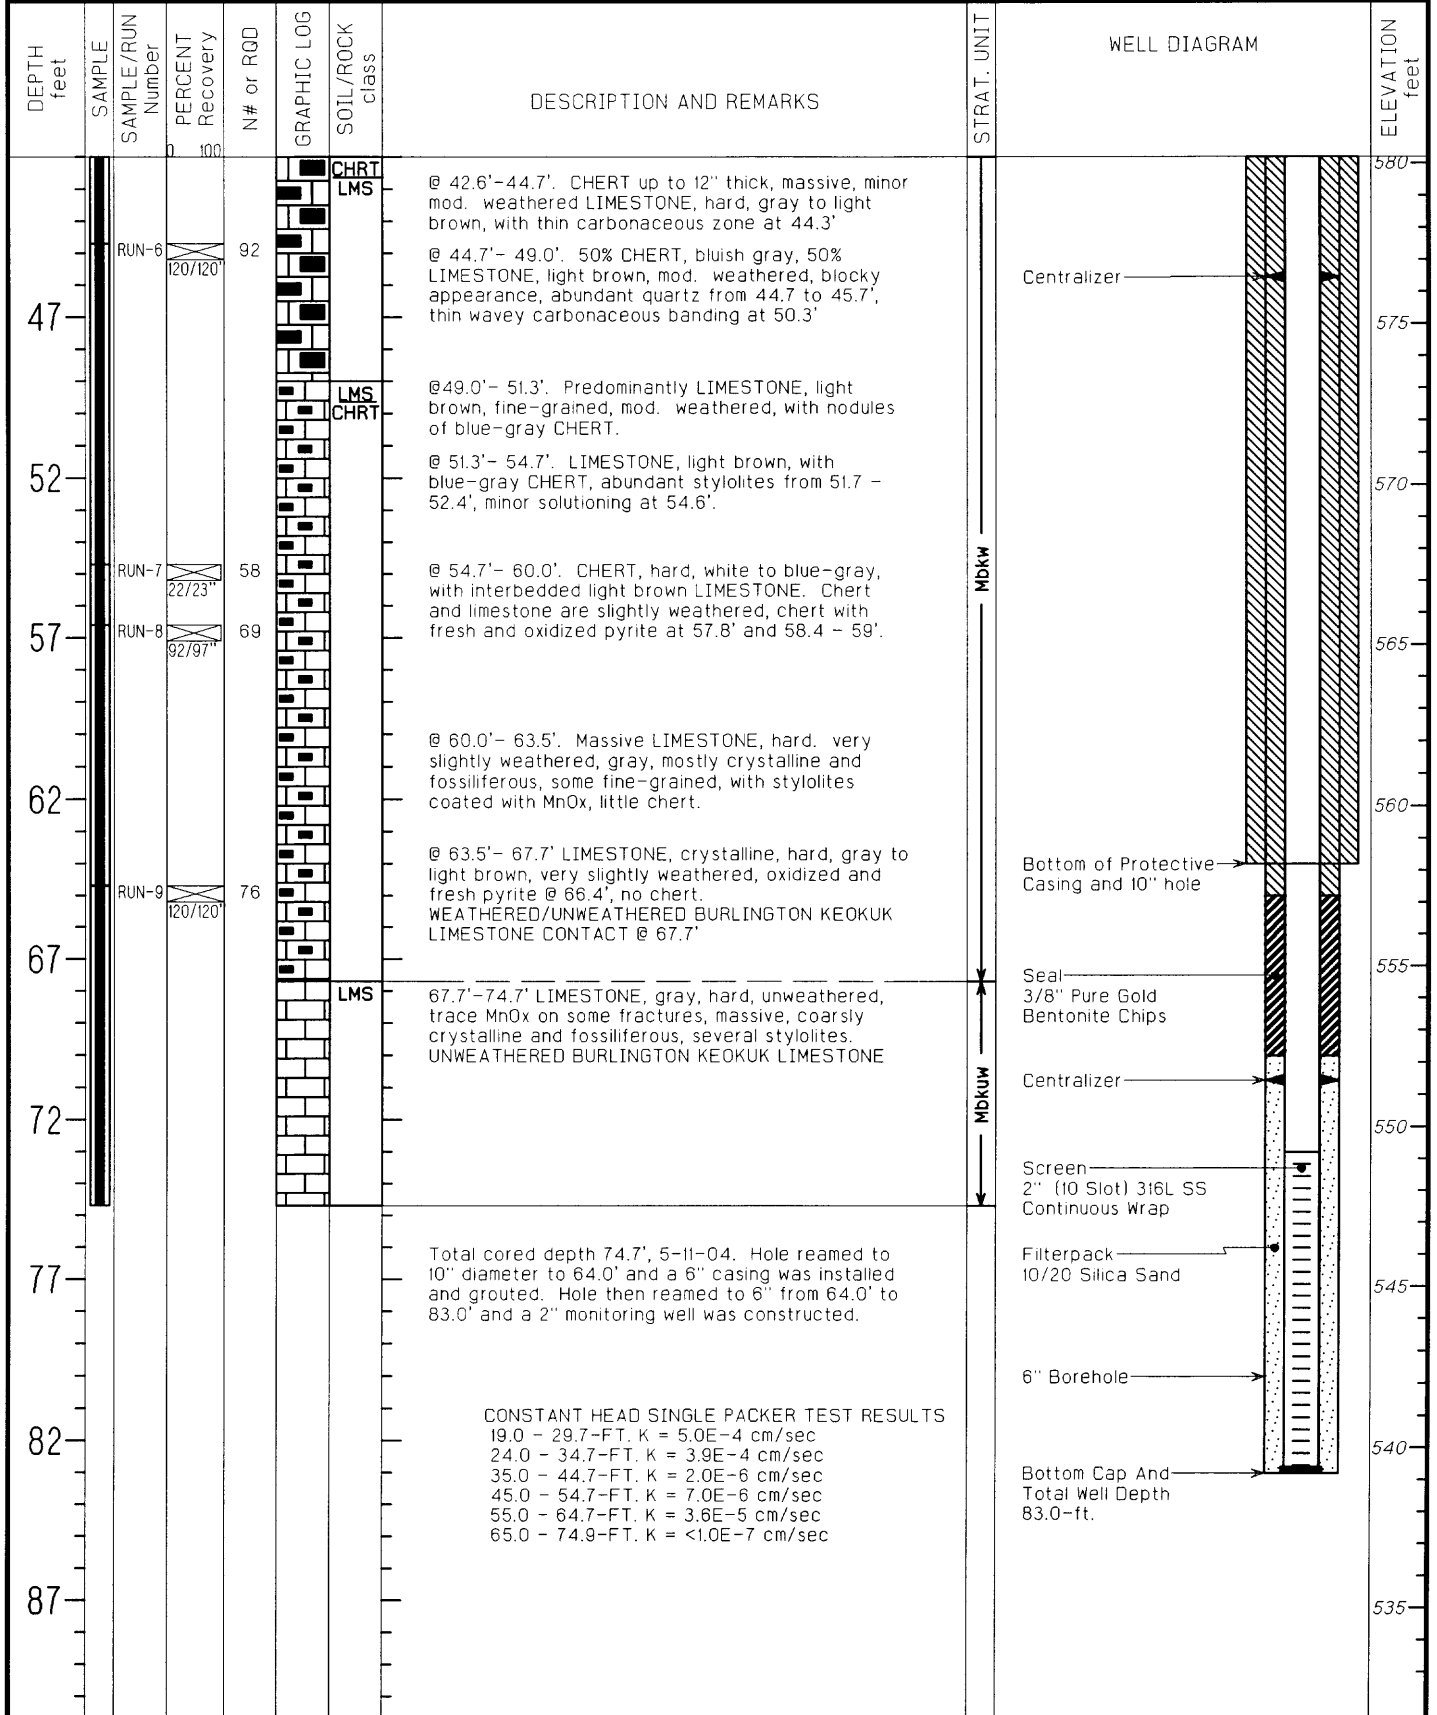 DEPTH
feet
SAMPLE
SAMPLE/RUN
Number
PERCENT
Recovery
0 100
N# or RQD
GRAPHIC LOG
SOIL/ROCK
class
DESCRIPTION AND REMARKS
STRAT. UNIT
WELL DIAGRAM
ELEVATION
feet
CHRT
LMS
@ 42.6'-44.7'. CHERT up to 12" thick, massive, minor
mod. weathered LIMESTONE, hard, gray to light
brown, with thin carbonaceous zone at 44.3'
RUN-6
120/120"
92
@ 44.7'- 49.0'. 50% CHERT, bluish gray, 50%
LIMESTONE, light brown, mod. weathered, blocky
appearance, abundant quartz from 44.7 to 45.7',
thin wavey carbonaceous banding at 50.3'
47
LMS
CHRT
@49.0'- 51.3'. Predominantly LIMESTONE, light
brown, fine-grained, mod. weathered, with nodules
of blue-gray CHERT.
52
@ 51.3'- 54.7'. LIMESTONE, light brown, with
blue-gray CHERT, abundant stylolites from 51.7 -
52.4', minor solutioning at 54.6'.
RUN-7
22/23"
58
@ 54.7'- 60.0'. CHERT, hard, white to blue-gray,
with interbedded light brown LIMESTONE. Chert
and limestone are slightly weathered, chert with
fresh and oxidized pyrite at 57.8' and 58.4 - 59'.
57
RUN-8
92/97"
69
@ 60.0'- 63.5'. Massive LIMESTONE, hard. very
slightly weathered, gray, mostly crystalline and
fossiliferous, some fine-grained, with stylolites
coated with MnOx, little chert.
62
RUN-9
120/120"
76
@ 63.5'- 67.7' LIMESTONE, crystalline, hard, gray to
light brown, very slightly weathered, oxidized and
fresh pyrite @ 66.4', no chert.
WEATHERED/UNWEATHERED BURLINGTON KEOKUK
LIMESTONE CONTACT @ 67.7'
67
LMS
67.7'-74.7' LIMESTONE, gray, hard, unweathered,
trace MnOx on some fractures, massive, coarsly
crystalline and fossiliferous, several stylolites.
UNWEATHERED BURLINGTON KEOKUK LIMESTONE
72
Mbkw
Mbkuw
77
Total cored depth 74.7', 5-11-04. Hole reamed to
10" diameter to 64.0' and a 6" casing was installed
and grouted. Hole then reamed to 6" from 64.0' to
83.0' and a 2" monitoring well was constructed.
82
CONSTANT HEAD SINGLE PACKER TEST RESULTS
19.0 - 29.7-FT. K = 5.0E-4 cm/sec
24.0 - 34.7-FT. K = 3.9E-4 cm/sec
35.0 - 44.7-FT. K = 2.0E-6 cm/sec
45.0 - 54.7-FT. K = 7.0E-6 cm/sec
55.0 - 64.7-FT. K = 3.6E-5 cm/sec
65.0 - 74.9-FT. K = <1.0E-7 cm/sec
87
Centralizer
Bottom of Protective
Casing and 10" hole
Seal
3/8" Pure Gold
Bentonite Chips
Centralizer
Screen
2" (10 Slot) 316L SS
Continuous Wrap
Filterpack
10/20 Silica Sand
6" Borehole
Bottom Cap And
Total Well Depth
83.0-ft.
580
575
570
565
560
555
550
545
540
535